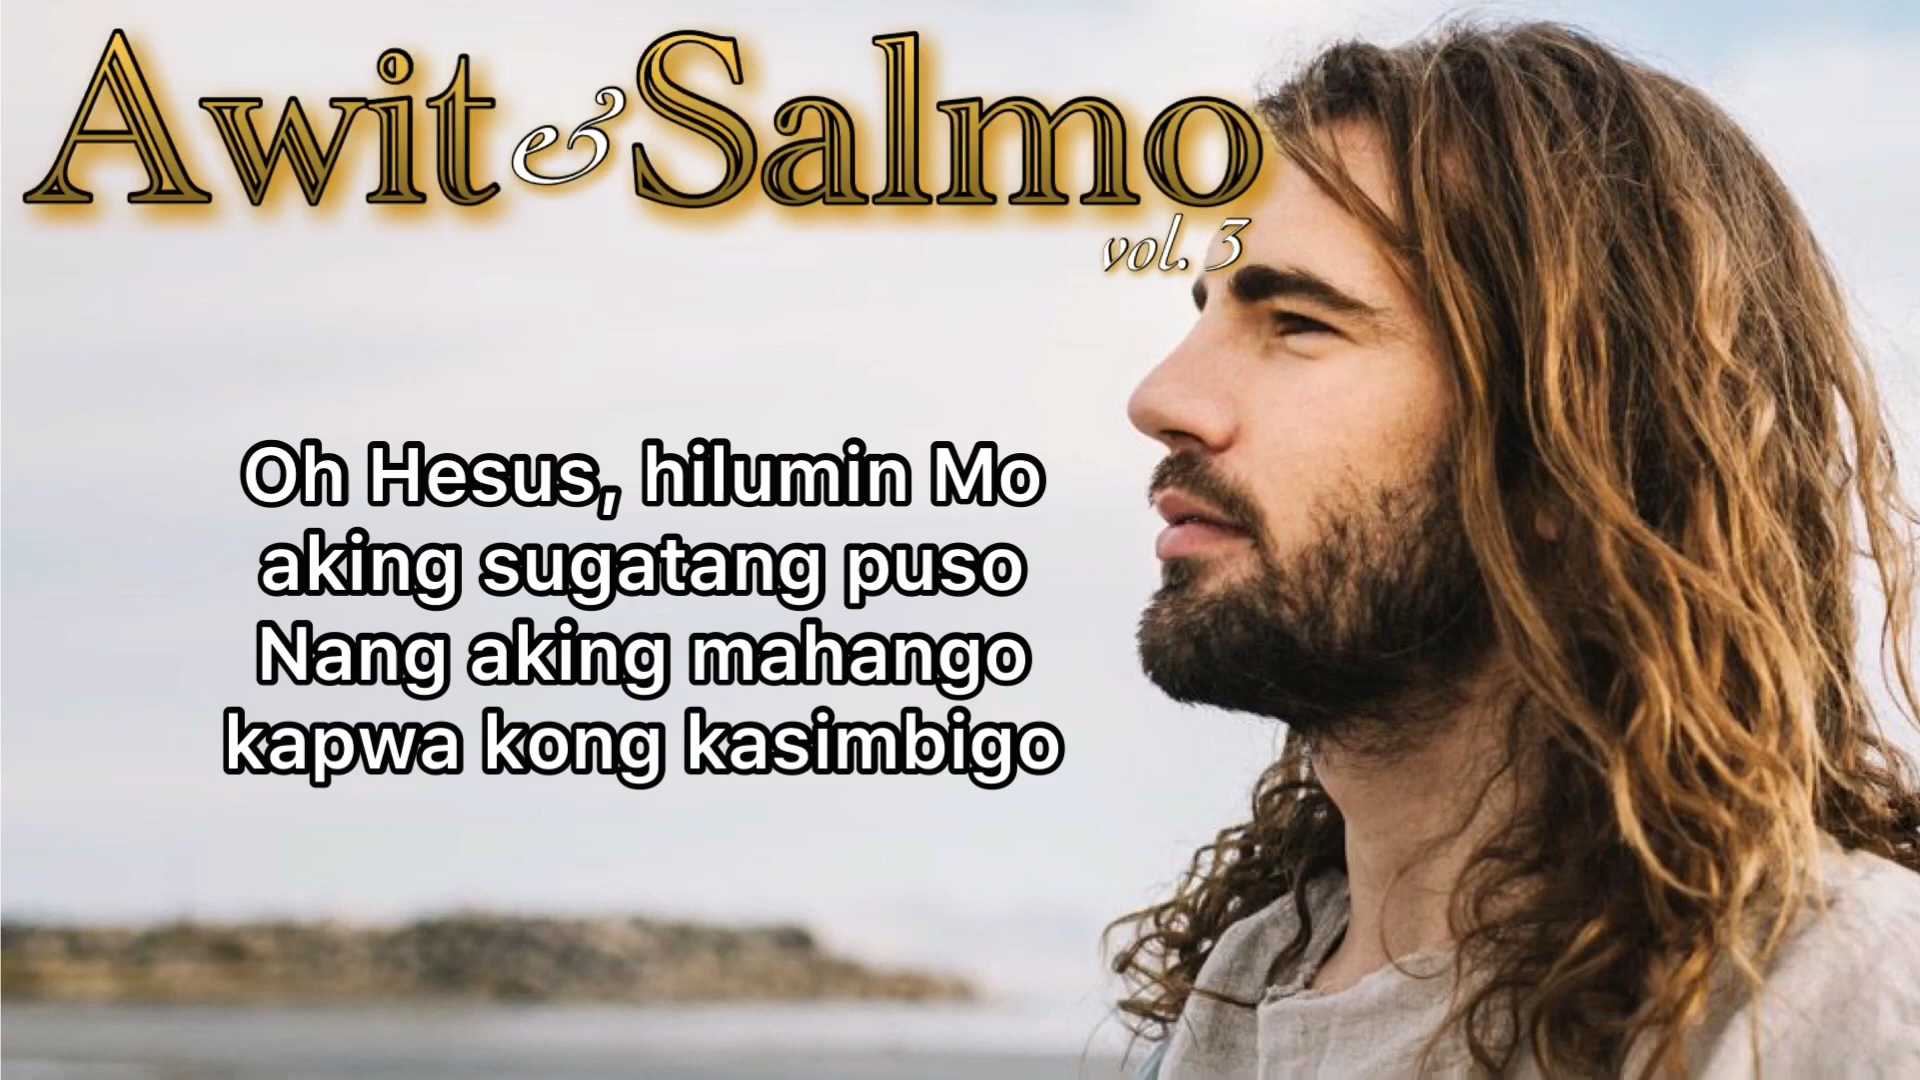 Awit & Salmo
vol. 3
Oh Hesus, hilumin Mo
aking sugatang puso
Nang aking mahango
kapwa kong kasimbigo